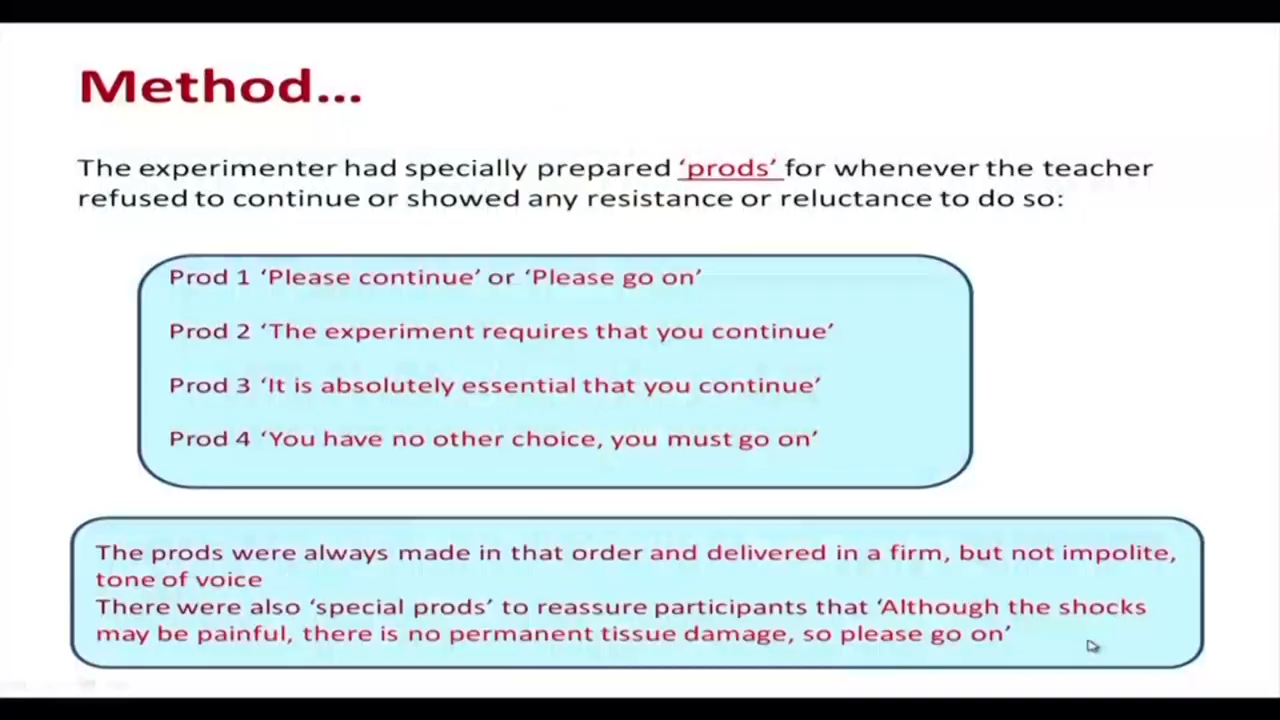 Method...
The experimenter had specially prepared ‘prods’ for whenever the teacher
refused to continue or showed any resistance or reluctance to do so:
Prod 1 ‘Please continue’ or ‘Please go on’
Prod 2 ‘The experiment requires that you continue’
Prod 3 ‘It is absolutely essential that you continue’
Prod 4 ‘You have no other choice, you must go on’
The prods were always made in that order and delivered in a firm, but not impolite,
tone of voice
There were also ‘special prods’ to reassure participants that ‘Although the shocks
may be painful, there is no permanent tissue damage, so please go on’